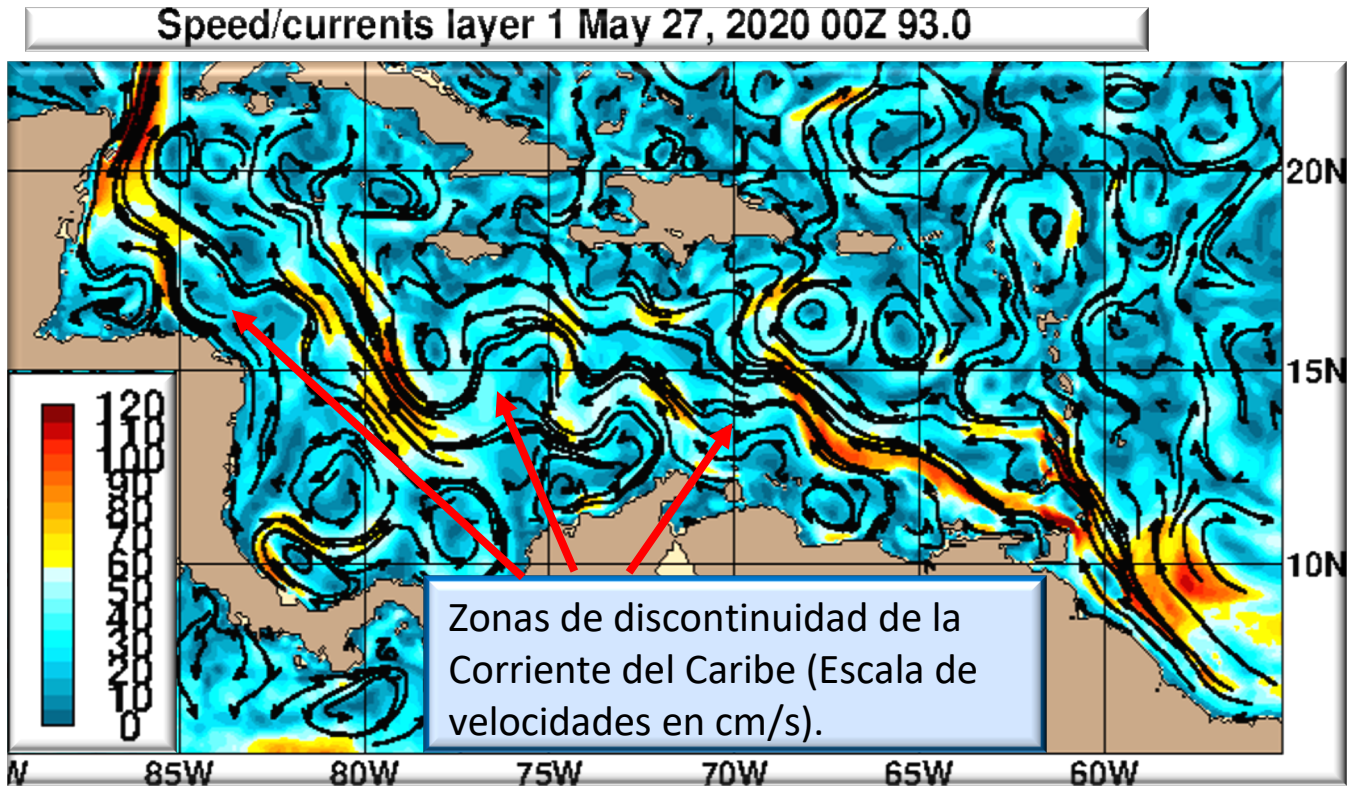 Speed/currents layer 1 May 27, 2020 00Z 93.0
20N
15N
120
110
100
90
80
70
60
50
40
30
20
10
0
10N
Zonas de discontinuidad de la
Corriente del Caribe (Escala de
velocidades en cm/s).
W 85W 80W 75W 70W 65W 60W